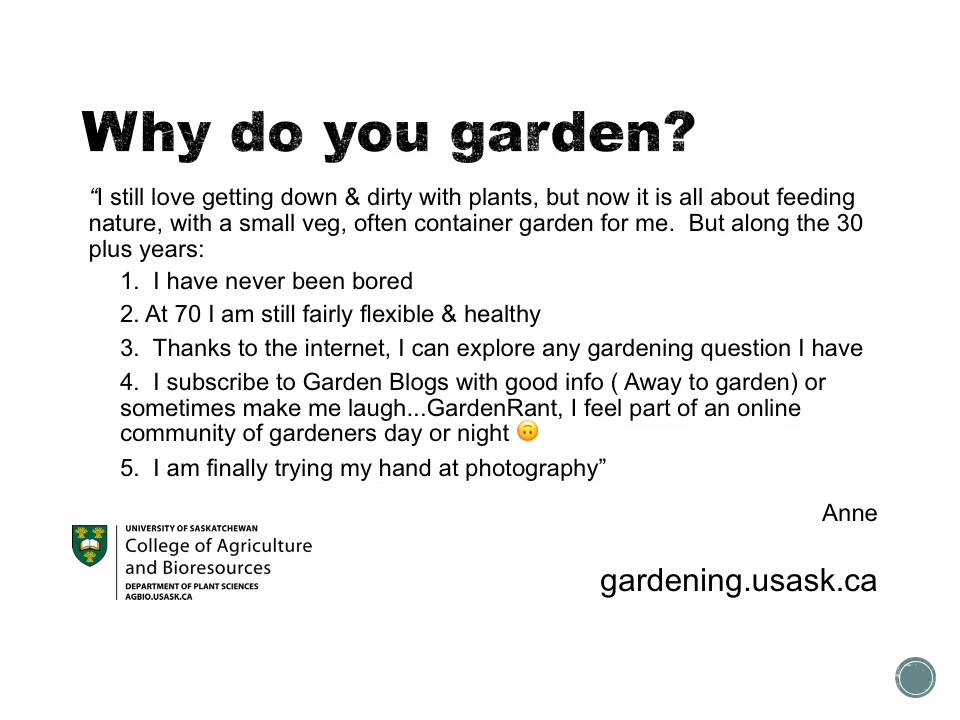 Why do you garden?
“I still love getting down & dirty with plants, but now it is all about feeding
nature, with a small veg, often container garden for me.  But along the 30
plus years:
1.  I have never been bored
2. At 70 I am still fairly flexible & healthy
3.  Thanks to the internet, I can explore any gardening question I have
4.  I subscribe to Garden Blogs with good info ( Away to garden) or
sometimes make me laugh...GardenRant, I feel part of an online
community of gardeners day or night 🙃
5.  I am finally trying my hand at photography”
Anne
UNIVERSITY OF SASKATCHEWAN
College of Agriculture
and Bioresources
DEPARTMENT OF PLANT SCIENCES
AGBIO.USASK.CA
gardening.usask.ca